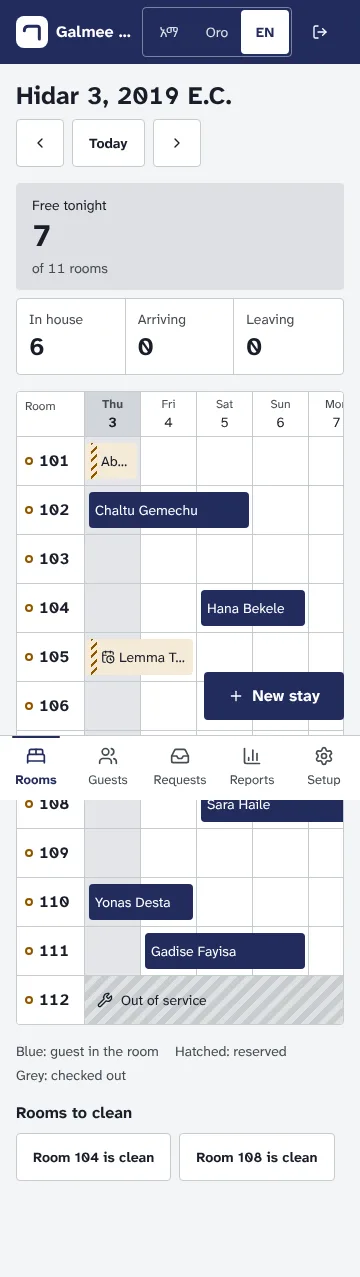 Galmee ...
አማ
Oro
EN
Hidar 3, 2019 E.C.
Today
Free tonight
7
of 11 rooms
In house
6
Arriving
0
Leaving
0
Room
Thu
3
Fri
4
Sat
5
Sun
6
Mo
7
101
Ab...
102
Chaltu Gemechu
103
104
Hana Bekele
105
Lemma T...
106
+ New stay
Rooms
Guests
Requests
Reports
Setup
108
Sara Haile
109
110
Yonas Desta
111
Gadise Fayisa
112
Out of service
Blue: guest in the room
Hatched: reserved
Grey: checked out
Rooms to clean
Room 104 is clean
Room 108 is clean